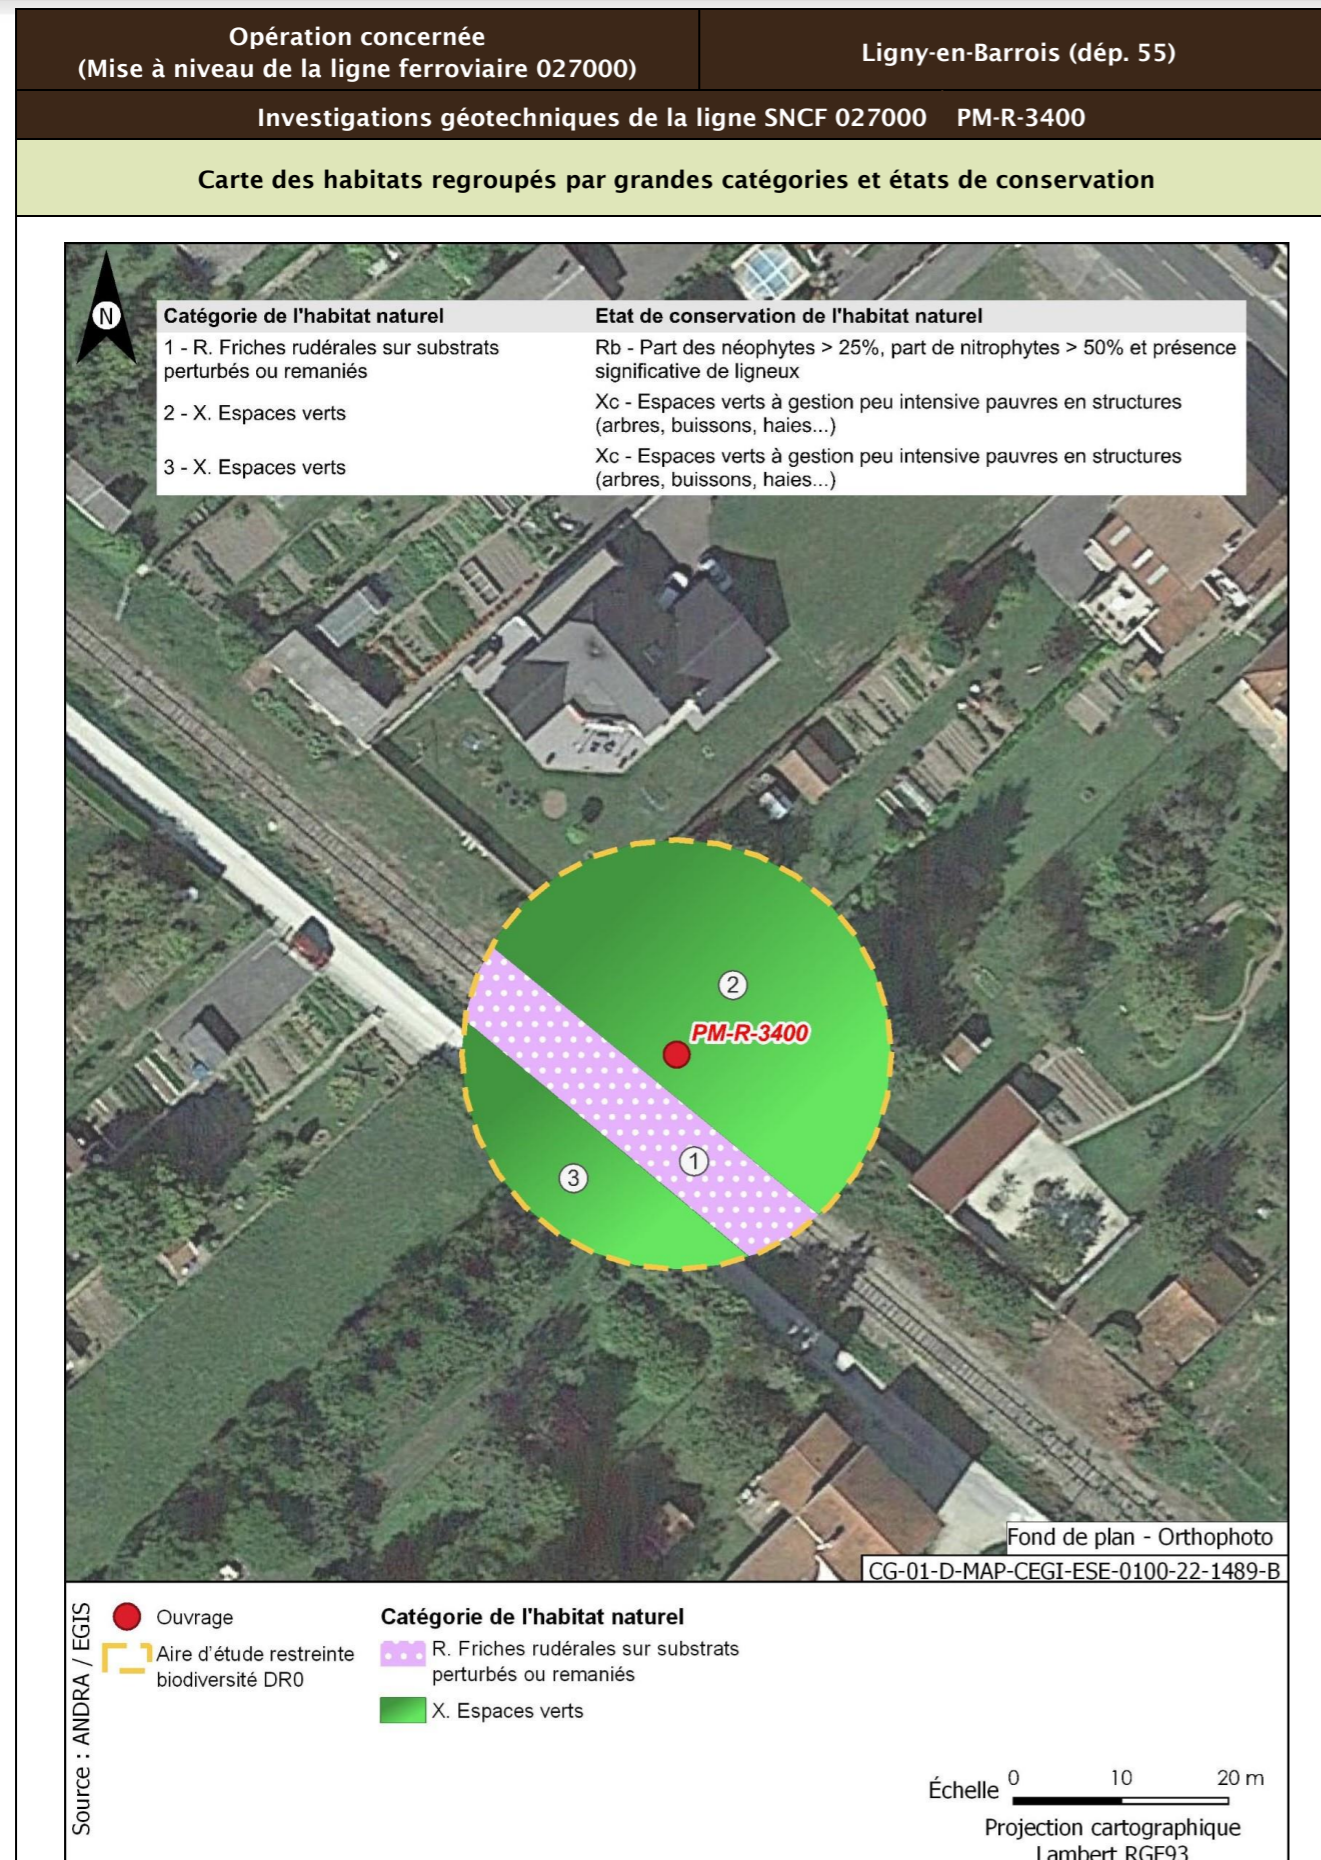 Opération concernée
(Mise à niveau de la ligne ferroviaire 027000)
Ligny-en-Barrois (dép. 55)
Investigations géotechniques de la ligne SNCF 027000 PM-R-3400
Carte des habitats regroupés par grandes catégories et états de conservation
N
Catégorie de l'habitat naturel
Etat de conservation de l'habitat naturel
1 - R. Friches rudérales sur substrats
perturbés ou remaniés
Rb - Part des néophytes > 25%, part de nitrophytes > 50% et présence
significative de ligneux
2 - X. Espaces verts
Xc - Espaces verts à gestion peu intensive pauvres en structures
(arbres, buissons, haies...)
3 - X. Espaces verts
Xc - Espaces verts à gestion peu intensive pauvres en structures
(arbres, buissons, haies...)
2
PM-R-3400
1
3
Fond de plan - Orthophoto
CG-01-D-MAP-CEGI-ESE-0100-22-1489-B
Source : ANDRA / EGIS
Ouvrage
Aire d'étude restreinte
biodiversité DR0
Catégorie de l'habitat naturel
R. Friches rudérales sur substrats
perturbés ou remaniés
X. Espaces verts
Échelle 0 10 20 m
Projection cartographique
Lambert RGF93